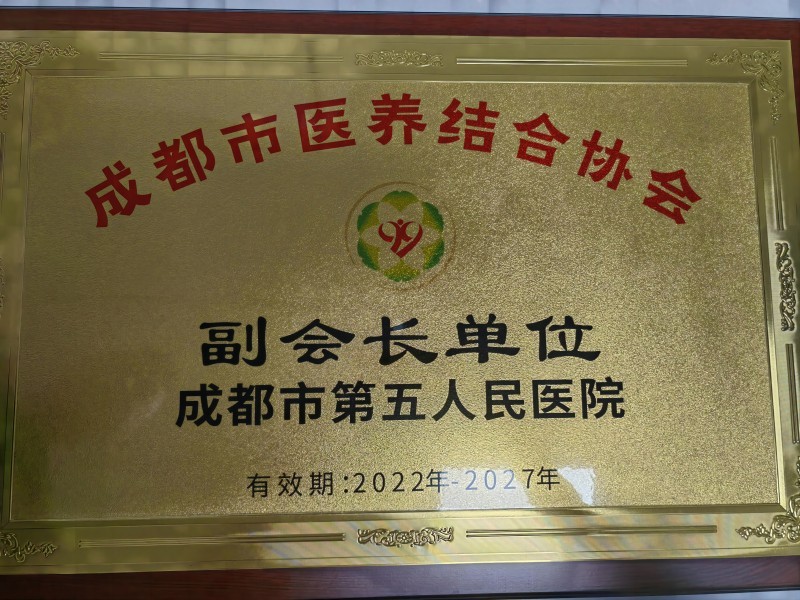 成都市医养结合协会
副会长单位
成都市第五人民医院
有效期:2022年-2027年